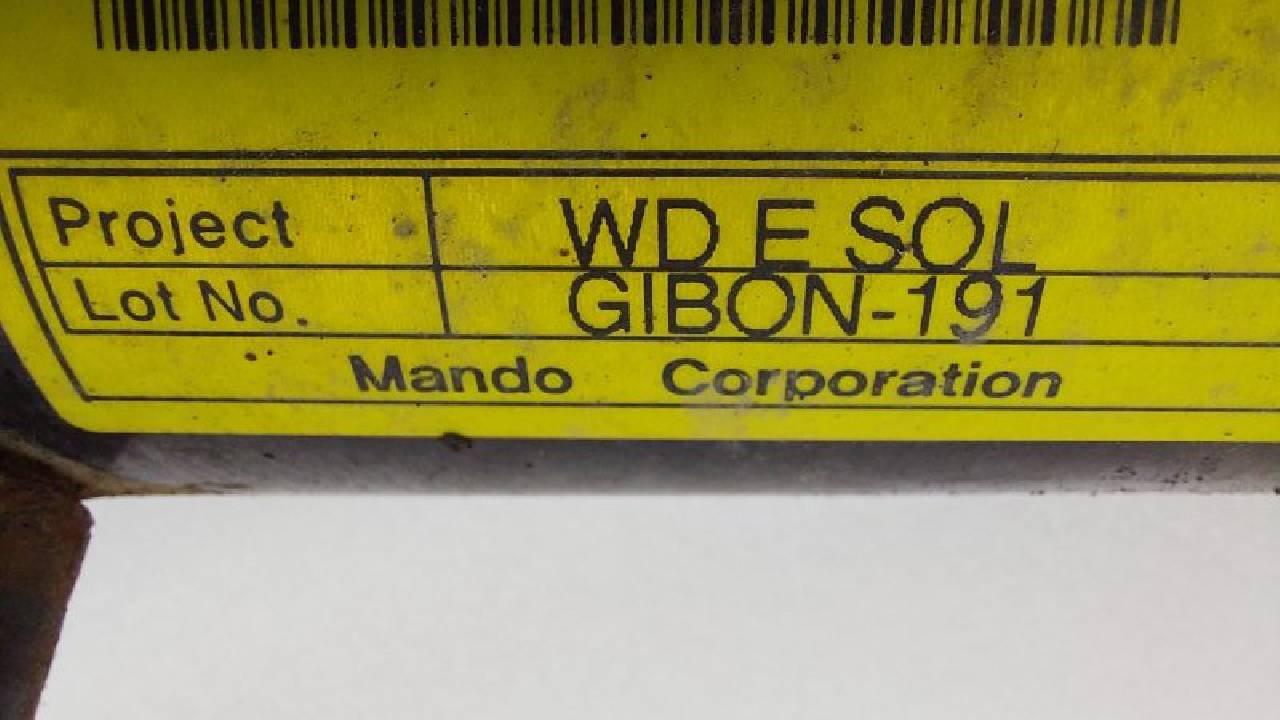 Project WD E SOL
Lot No. GIBON-191
Mando Corporation